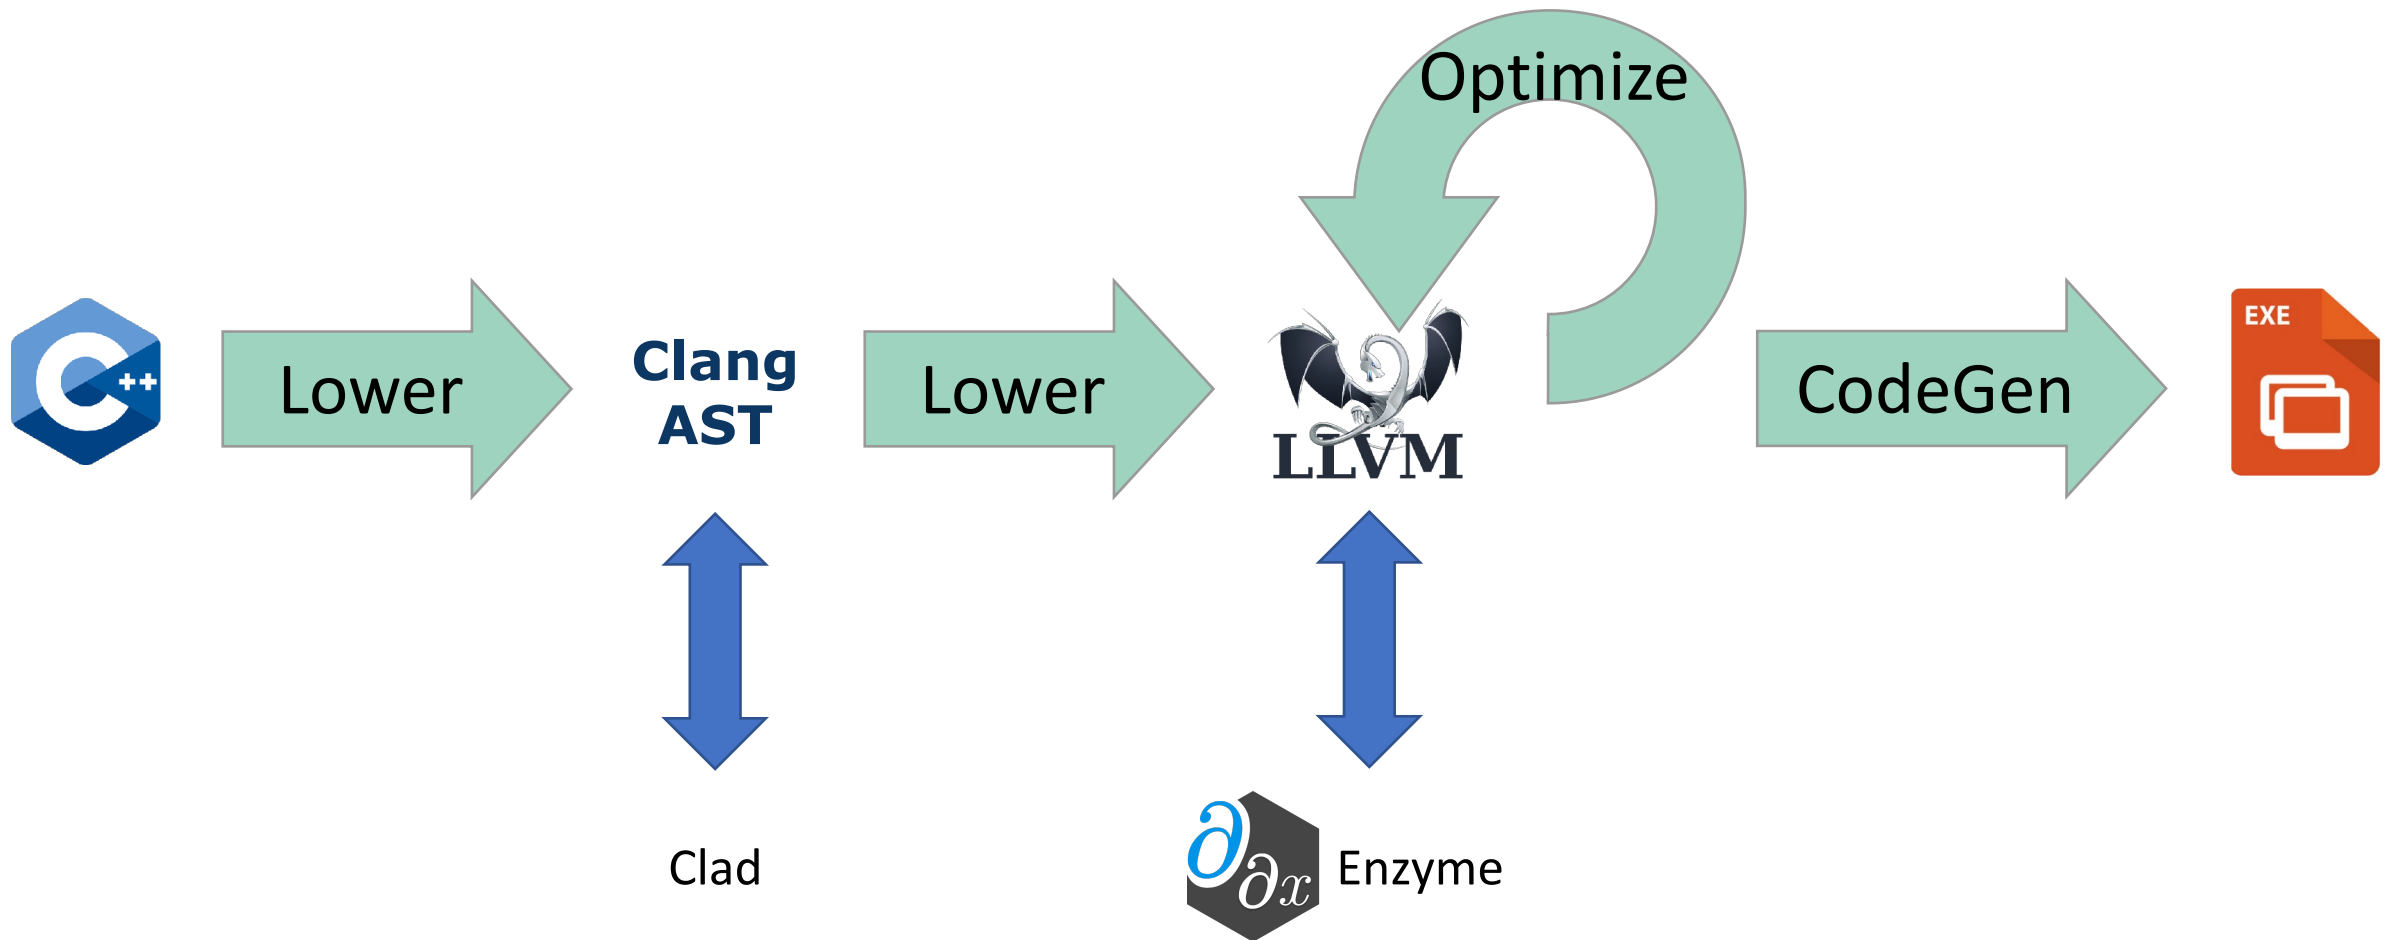 Optimize
C++
Lower
Clang
AST
Lower
LLVM
CodeGen
EXE
Clad
∂
∂x
Enzyme